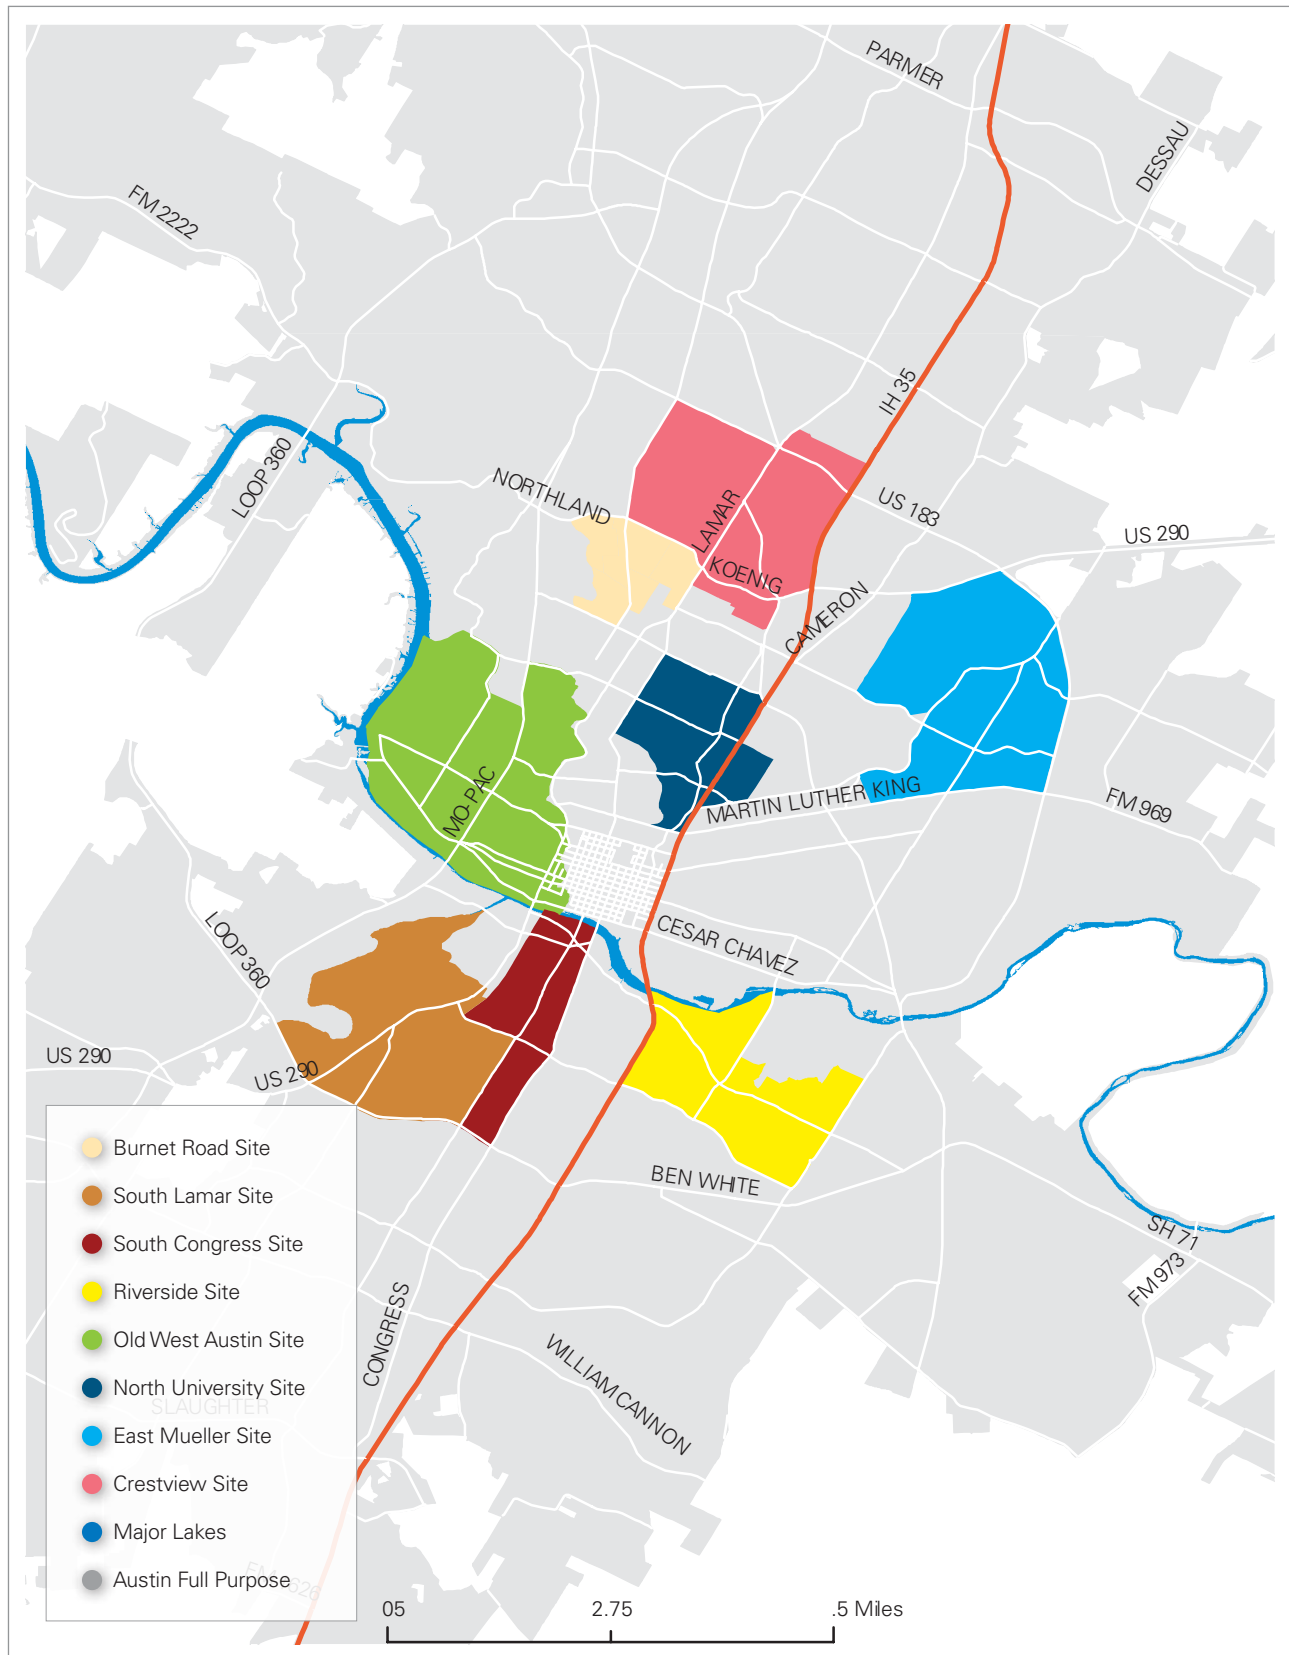 PARMER
DESSAU
FM 2222
IH 35
LOOP 360
NORTHLAND
LAMAR
US 183
US 290
KOENIG
CAMERON
MO-PAC
MARTIN LUTHER KING
FM 969
LOOP 360
CESAR CHAVEZ
US 290
US 290
BEN WHITE
SH 71
FM 973
CONGRESS
WILLIAM CANNON
Burnet Road Site
South Lamar Site
South Congress Site
Riverside Site
Old West Austin Site
North University Site
SLAUGHTER
East Mueller Site
Crestview Site
Major Lakes
Austin Full Purpose
FM 1626
05
2.75
.5 Miles